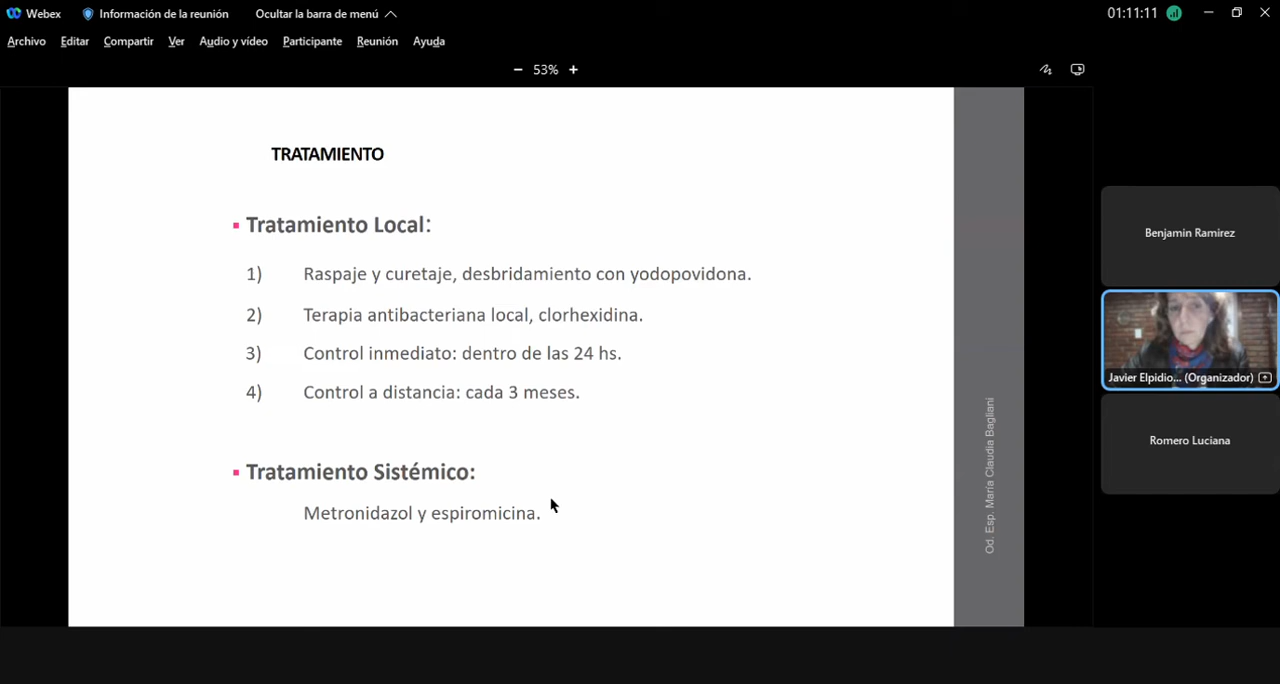 Webex Información de la reunión Ocultar la barra de menú 01:11:11
Archivo Editar Compartir Ver Audio y vídeo Participante Reunión Ayuda
− 53% +
TRATAMIENTO
Tratamiento Local:
1) Raspaje y curetaje, desbridamiento con yodopovidona.
2) Terapia antibacteriana local, clorhexidina.
3) Control inmediato: dentro de las 24 hs.
4) Control a distancia: cada 3 meses.
Tratamiento Sistémico:
Metronidazol y espiromicina.
Od. Esp. María Claudia Bagliani
Benjamin Ramirez
Javier Elpidio... (Organizador)
Romero Luciana